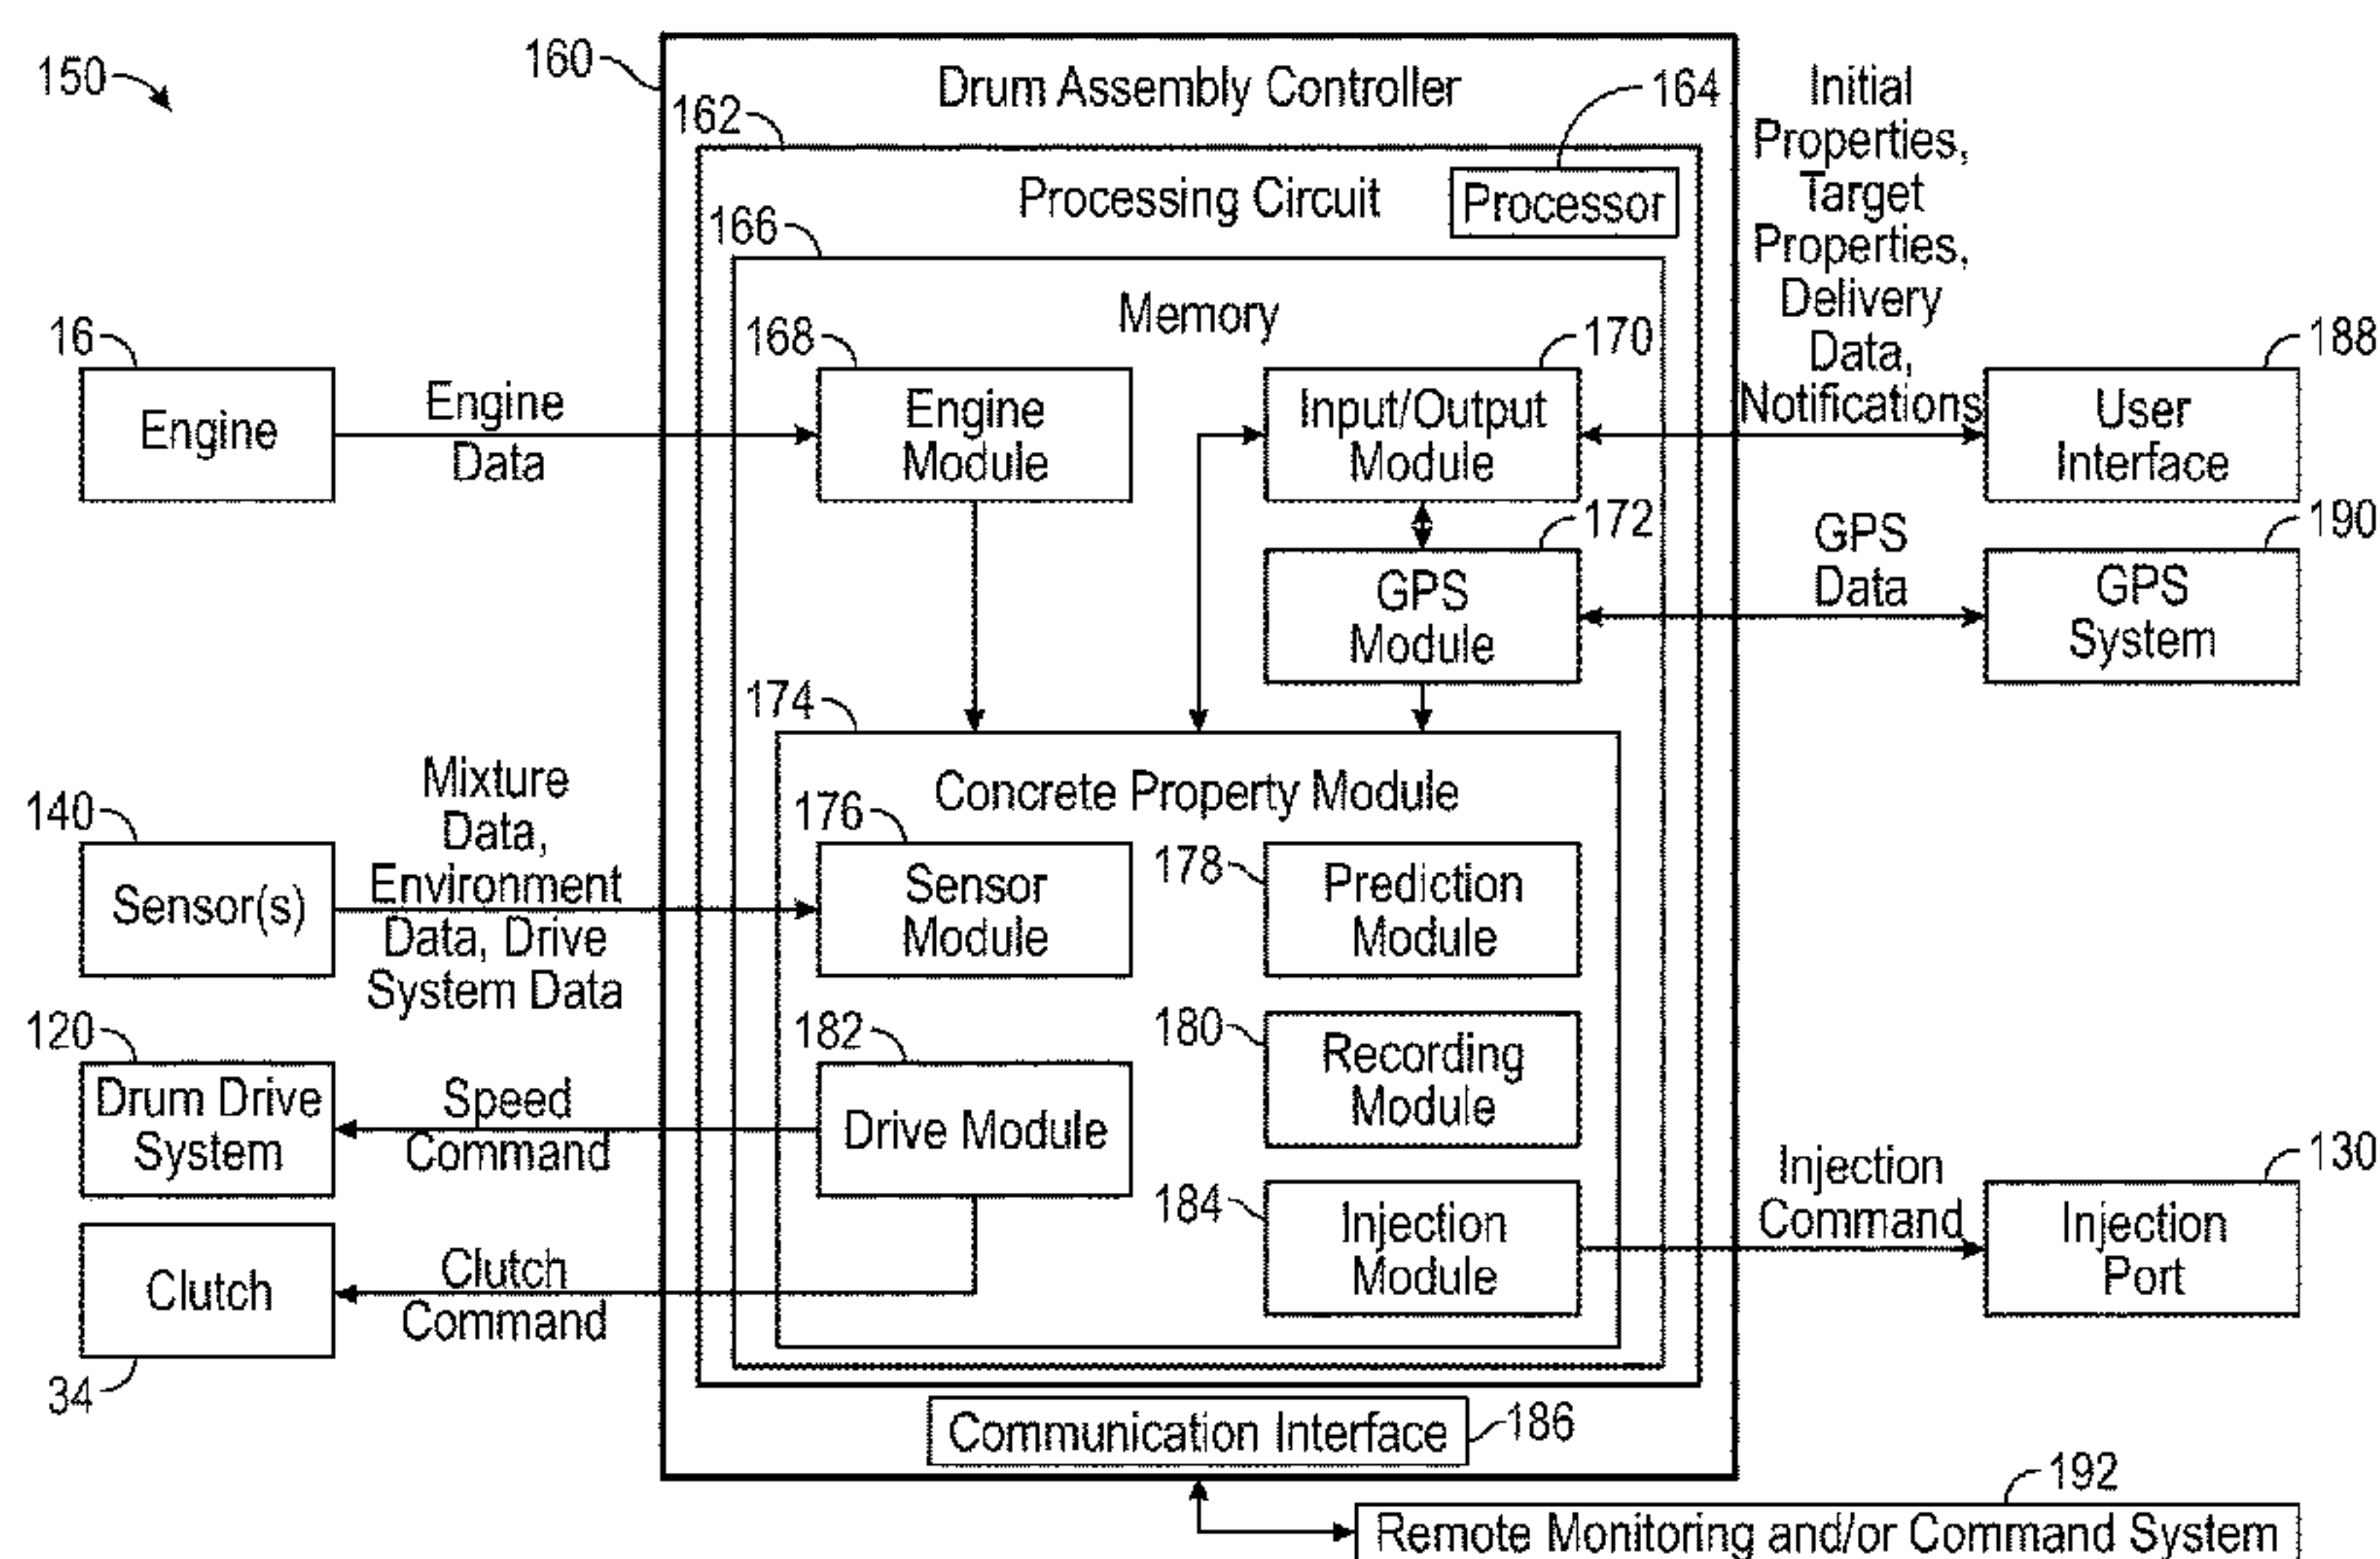 150
160
Drum Assembly Controller
162
164
Processing Circuit
Processor
166
Memory
Initial
Properties,
Target
Properties,
Delivery
Data,
Notifications
16
Engine
Engine
Data
168
Engine
Module
170
Input/Output
Module
188
User
Interface
172
GPS
Module
GPS
Data
190
GPS
System
174
Concrete Property Module
140
Sensor(s)
Mixture
Data,
Environment
Data, Drive
System Data
176
Sensor
Module
178
Prediction
Module
120
Drum Drive
System
Speed
Command
182
Drive Module
180
Recording
Module
184
Injection
Module
Injection
Command
130
Injection
Port
Clutch
34
Clutch
Command
Communication Interface
186
192
Remote Monitoring and/or Command System